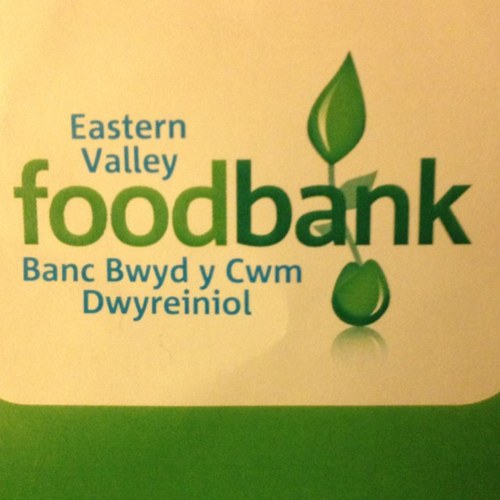 Eastern
Valley
foodbank
Banc Bwyd y Cwm
Dwyreiniol